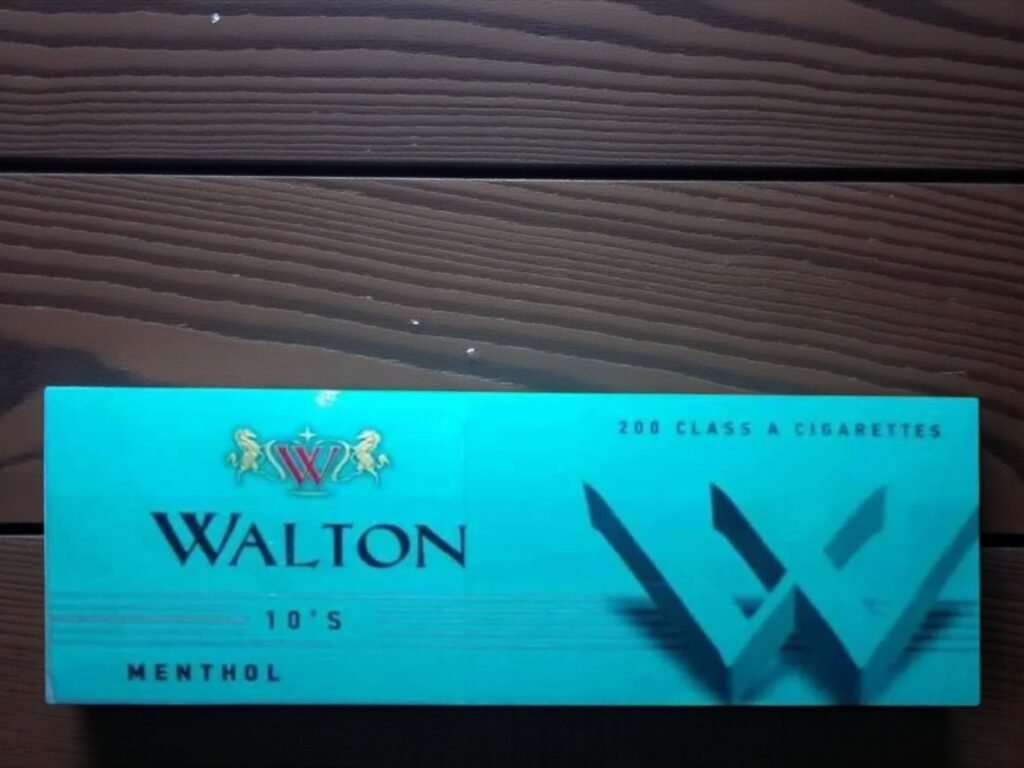 200 CLASS A CIGARETTES
W
WALTON
10'S
MENTHOL
W